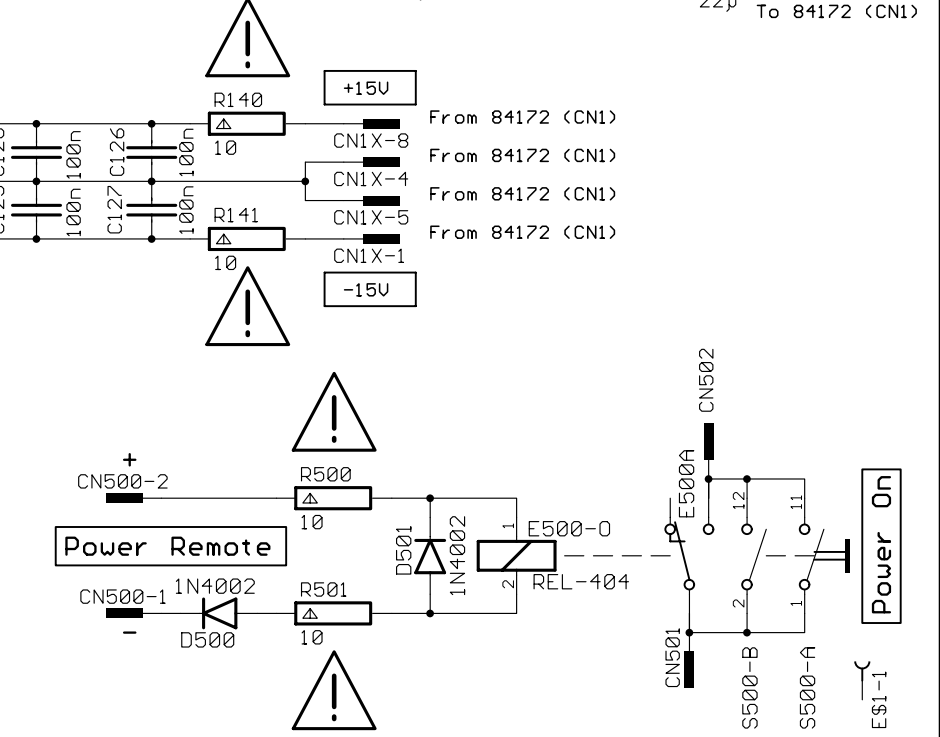 22µ
To 84172 (CN1)
+15V
R140
10
CN1X-8
From 84172 (CN1)
C126
100n
100n
CN1X-4
From 84172 (CN1)
CN1X-5
From 84172 (CN1)
C127
100n
100n
R141
10
CN1X-1
From 84172 (CN1)
-15V
CN502
+
CN500-2
R500
10
E500A
12
11
Power On
Power Remote
D501
1N4002
1
E500-O
2
REL-404
CN500-1
-
1N4002
D500
R501
10
2
1
CN501
S500-B
S500-A
E$1-1